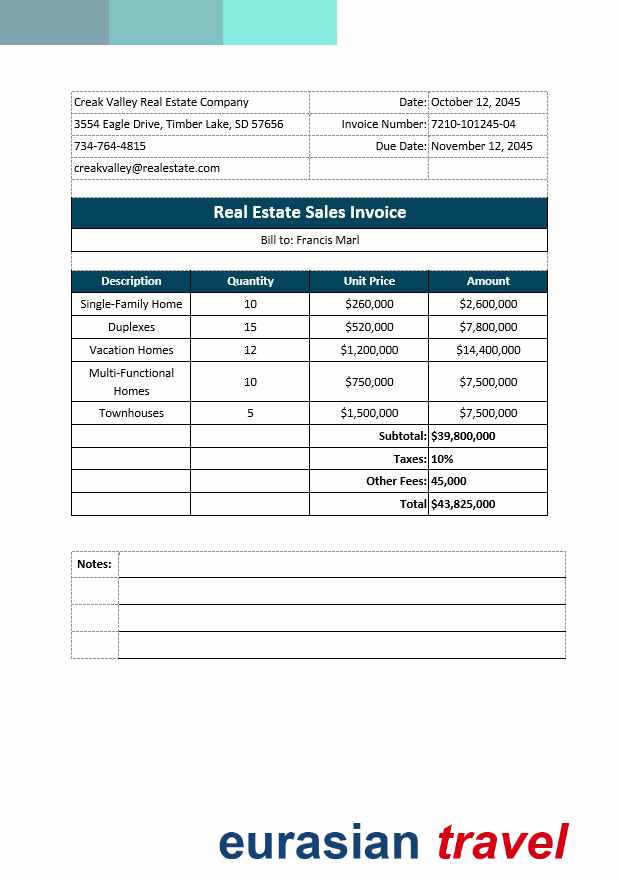 Creak Valley Real Estate Company Date: October 12, 2045
3554 Eagle Drive, Timber Lake, SD 57656 Invoice Number: 7210-101245-04
734-764-4815 Due Date: November 12, 2045
creakvalley@realestate.com
Real Estate Sales Invoice
Bill to: Francis Marl
Description Quantity Unit Price Amount
Single-Family Home 10 $260,000 $2,600,000
Duplexes 15 $520,000 $7,800,000
Vacation Homes 12 $1,200,000 $14,400,000
Multi-Functional
Homes 10 $750,000 $7,500,000
Townhouses 5 $1,500,000 $7,500,000
Subtotal: $39,800,000
Taxes: 10%
Other Fees: 45,000
Total $43,825,000
Notes:
eurasian travel